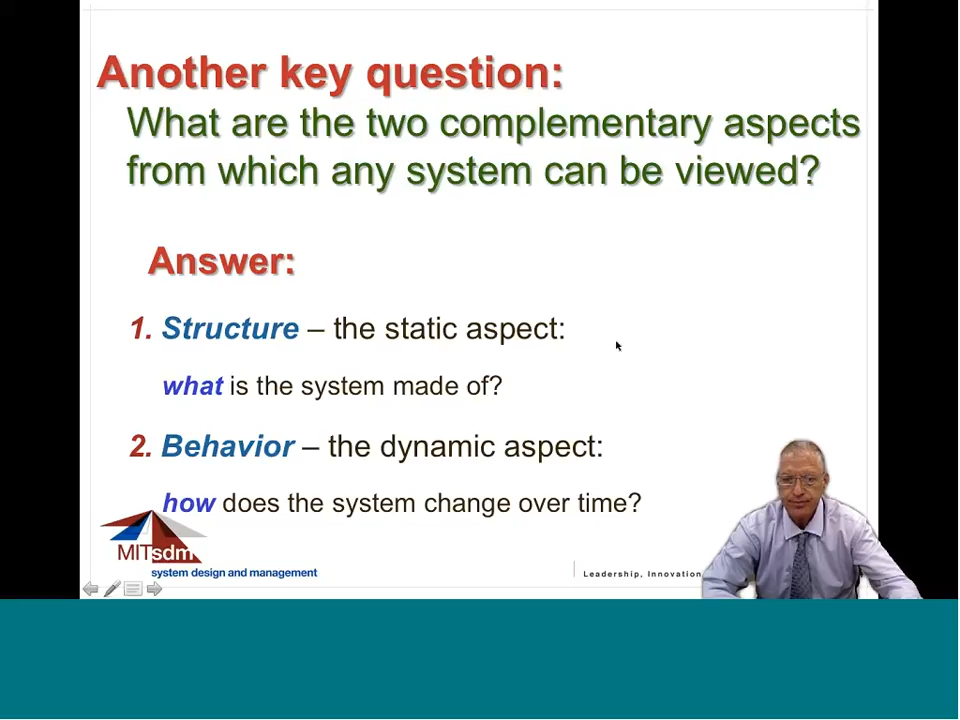 Another key question:
What are the two complementary aspects
from which any system can be viewed?
Answer:
1. Structure – the static aspect:
what is the system made of?
2. Behavior – the dynamic aspect:
how does the system change over time?
MITsdm
system design and management
Leadership, Innovation